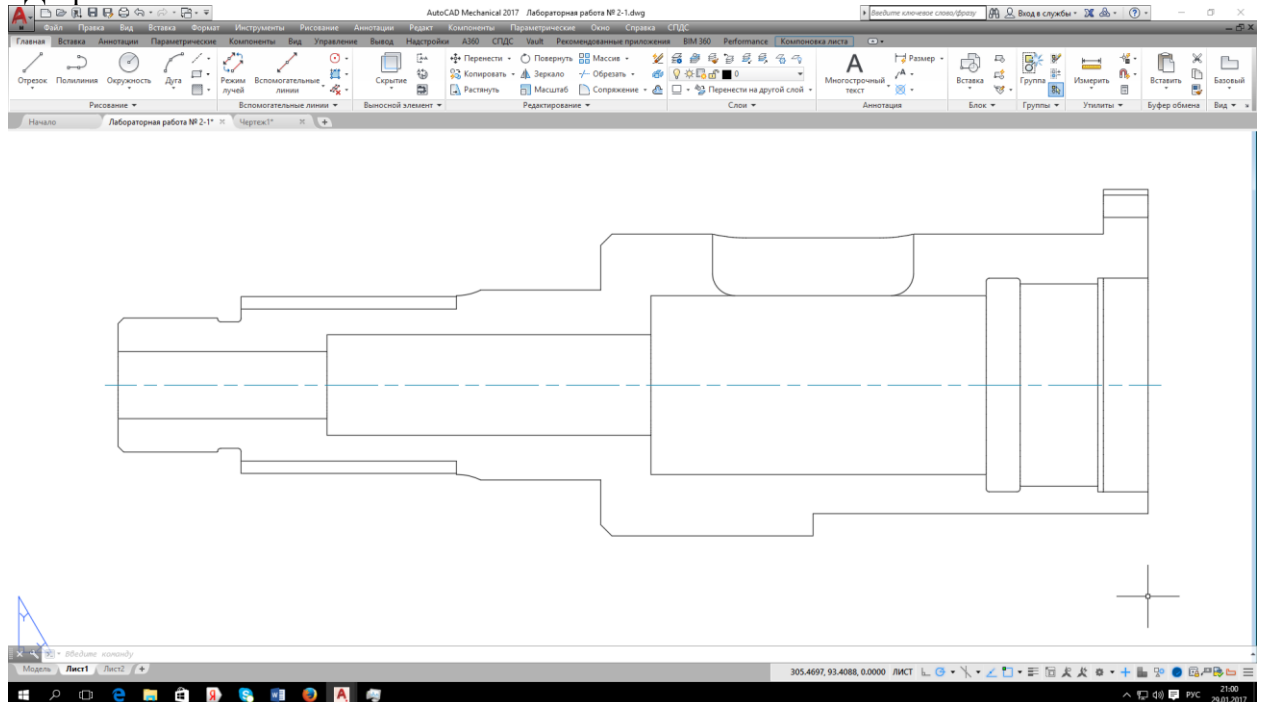 AutoCAD Mechanical 2017 Лабораторная работа № 2-1.dwg
Введите ключевое слово/фразу
Вход в службы
Файл Правка Вид Вставка Формат Инструменты Рисование Аннотации Редакт Компоненты Параметрические Окно Справка СПДС
Главная Вставка Аннотации Параметрические Компоненты Вид Управление Вывод Надстройки A360 СПДС Vault Рекомендованные приложения BIM 360 Performance Компоновка листа
Перенести Повернуть Массив
Размер
Отрезок Полилиния Окружность Дуга Режим лучей Вспомогательные линии Скрытие
Копировать Зеркало Обрезать
0
Многострочный текст
Вставка Группа Измерить Вставить Базовый
Растянуть Масштаб Сопряжение
Перенести на другой слой
Рисование Вспомогательные линии Выносной элемент Редактирование Слои Аннотация Блок Группы Утилиты Буфер обмена Вид
Начало Лабораторная работа № 2-1* Чертеж1*
Введите команду
Модель Лист1 Лист2
305.4697, 93.4088, 0.0000 ЛИСТ
РУС
21:00
29.01.2017